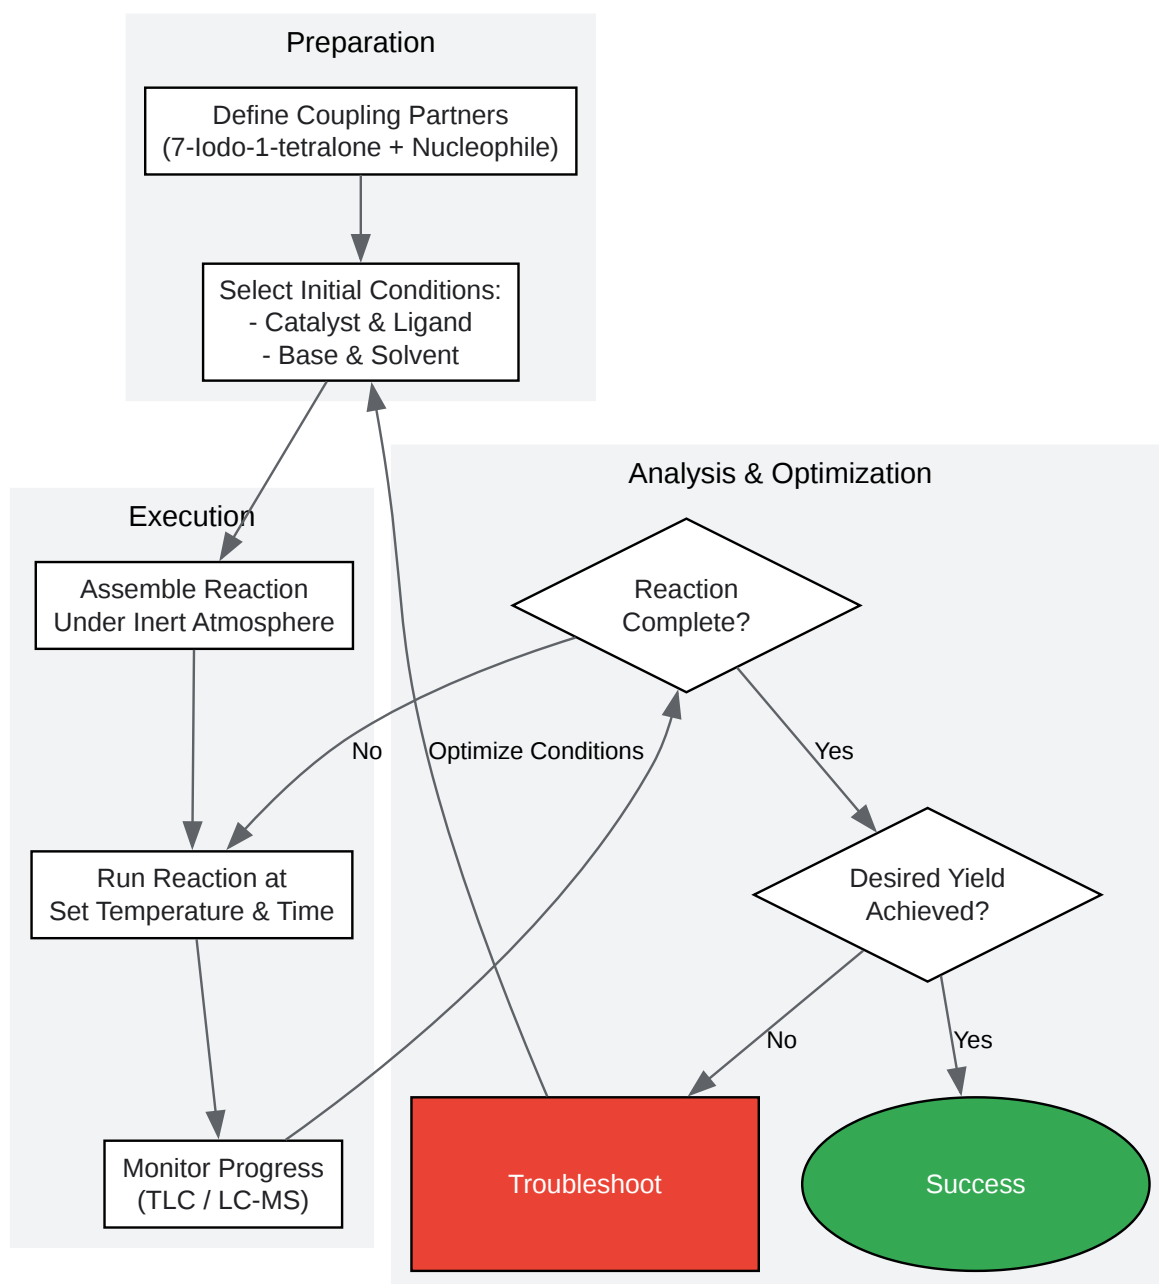 Preparation
Define Coupling Partners
(7-Iodo-1-tetralone + Nucleophile)
Select Initial Conditions:
- Catalyst & Ligand
- Base & Solvent
Execution
Assemble Reaction
Under Inert Atmosphere
Run Reaction at
Set Temperature & Time
Monitor Progress
(TLC / LC-MS)
Analysis & Optimization
Reaction
Complete?
No
Optimize Conditions
Yes
Desired Yield
Achieved?
No
Yes
Troubleshoot
Success